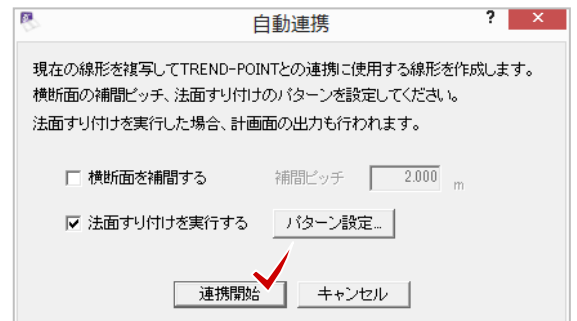 自動連携
? ×
現在の線形を複写してTREND-POINTとの連携に使用する線形を作成します。
横断面の補間ピッチ、法面すり付けのパターンを設定してください。
法面すり付けを実行した場合、計画面の出力も行われます。
横断面を補間する 補間ピッチ 2.000 m
法面すり付けを実行する パターン設定...
連携開始 キャンセル